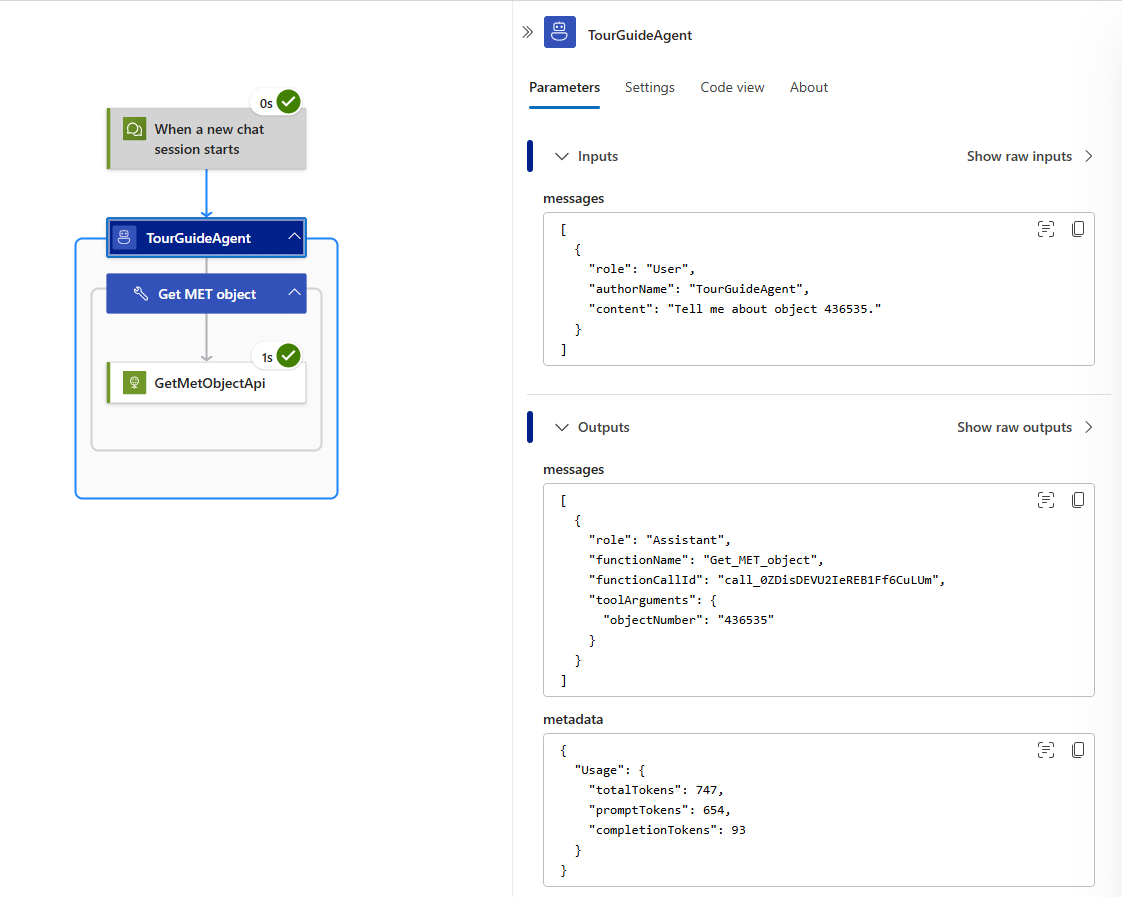 0s
When a new chat
session starts
TourGuideAgent
Get MET object
1s
GetMetObjectApi
TourGuideAgent
Parameters
Settings
Code view
About
Inputs
Show raw inputs
messages
[
{
"role": "User",
"authorName": "TourGuideAgent",
"content": "Tell me about object 436535."
}
]
Outputs
Show raw outputs
messages
[
{
"role": "Assistant",
"functionName": "Get_MET_object",
"functionCallId": "call_0ZDisDEVU2IeREB1Ff6CuLUm",
"toolArguments": {
"objectNumber": "436535"
}
}
]
metadata
{
"Usage": {
"totalTokens": 747,
"promptTokens": 654,
"completionTokens": 93
}
}